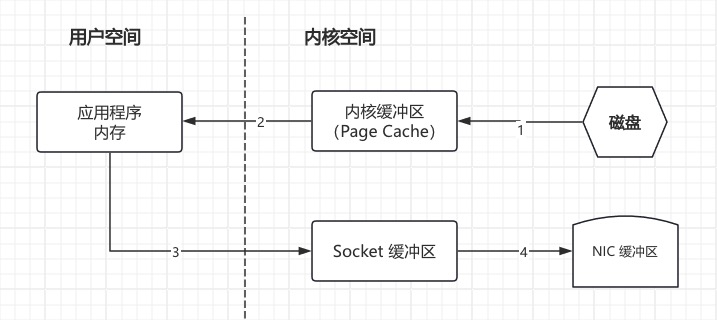 用户空间
内核空间
应用程序
内存
2
内核缓冲区
（Page Cache）
1
磁盘
3
Socket 缓冲区
4
NIC 缓冲区